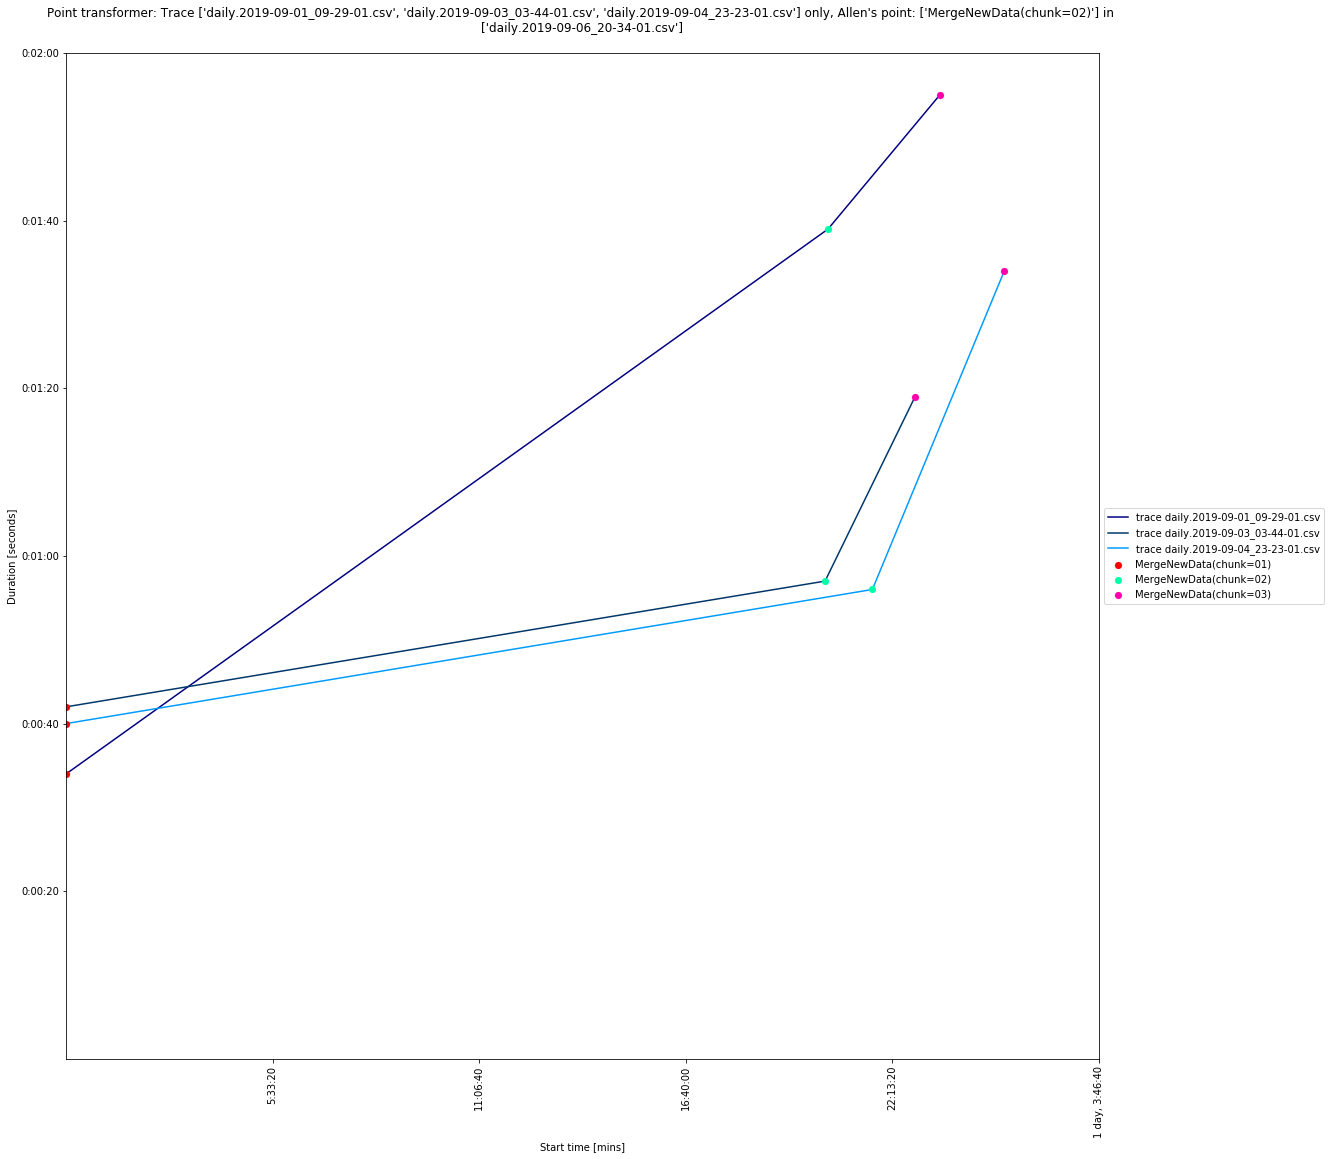 Point transformer: Trace ['daily.2019-09-01_09-29-01.csv', 'daily.2019-09-03_03-44-01.csv', 'daily.2019-09-04_23-23-01.csv'] only, Allen's point: ['MergeNewData(chunk=02)'] in
['daily.2019-09-06_20-34-01.csv']
0:02:00
0:01:40
0:01:20
0:01:00
0:00:40
0:00:20
Duration [seconds]
trace daily.2019-09-01_09-29-01.csv
trace daily.2019-09-03_03-44-01.csv
trace daily.2019-09-04_23-23-01.csv
MergeNewData(chunk=01)
MergeNewData(chunk=02)
MergeNewData(chunk=03)
5:33:20
11:06:40
16:40:00
22:13:20
1 day, 3:46:40
Start time [mins]